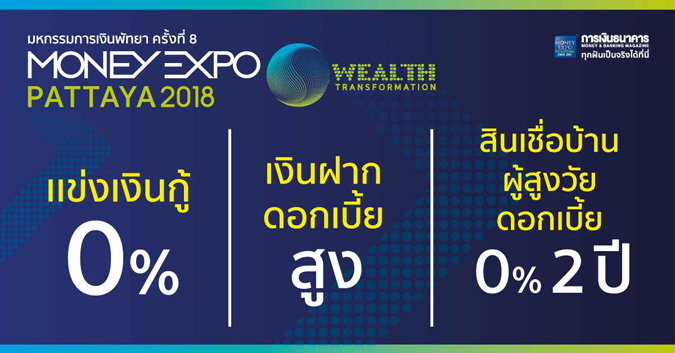 มหกรรมการเงินพัทยา ครั้งที่ 8
MONEY EXPO
PATTAYA 2018
WEALTH
TRANSFORMATION
MONEY EXPO
การเงินธนาคาร
MONEY & BANKING MAGAZINE
ทุกฝันเป็นจริงได้ที่นี่
แข่งเงินกู้
0%
เงินฝาก
ดอกเบี้ย
สูง
สินเชื่อบ้าน
ผู้สูงวัย
ดอกเบี้ย
0% 2 ปี